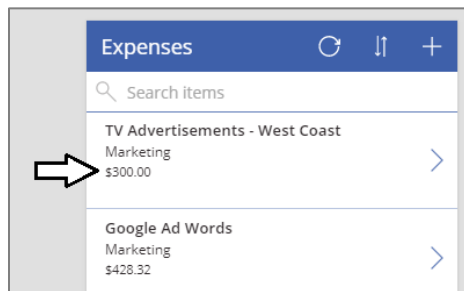 Expenses
Search items
TV Advertisements - West Coast
Marketing
$300.00
Google Ad Words
Marketing
$428.32